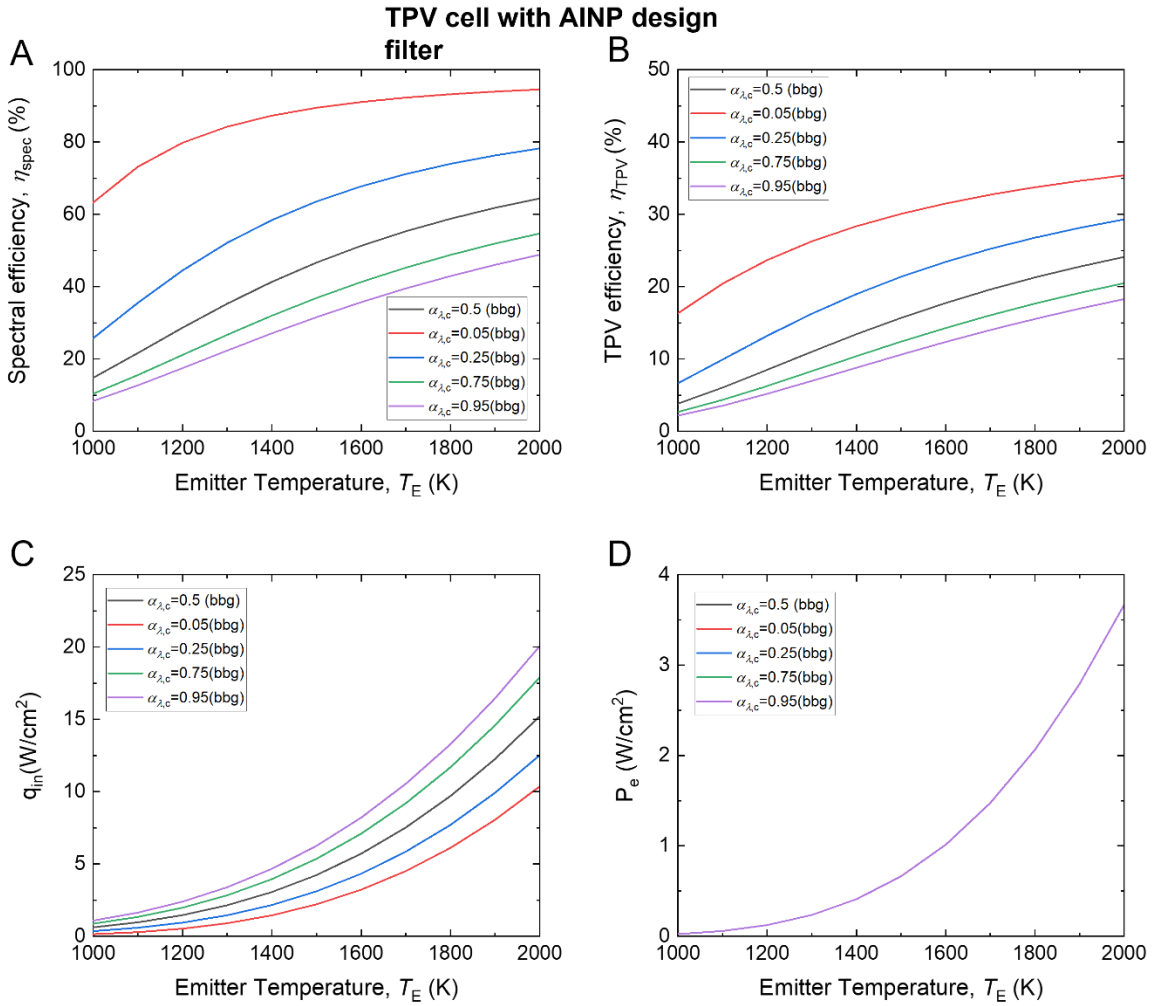 TPV cell with AINP design
filter
A
Spectral efficiency, ηspec (%)
100
80
60
40
20
0
αλ,c=0.5 (bbg)
αλ,c=0.05(bbg)
αλ,c=0.25(bbg)
αλ,c=0.75(bbg)
αλ,c=0.95(bbg)
1000 1200 1400 1600 1800 2000
Emitter Temperature, TE (K)
B
TPV efficiency, ηTPV (%)
50
40
30
20
10
0
αλ,c=0.5 (bbg)
αλ,c=0.05(bbg)
αλ,c=0.25(bbg)
αλ,c=0.75(bbg)
αλ,c=0.95(bbg)
1000 1200 1400 1600 1800 2000
Emitter Temperature, TE (K)
C
qin(W/cm²)
25
20
15
10
5
0
αλ,c=0.5 (bbg)
αλ,c=0.05(bbg)
αλ,c=0.25(bbg)
αλ,c=0.75(bbg)
αλ,c=0.95(bbg)
1000 1200 1400 1600 1800 2000
Emitter Temperature, TE (K)
D
Pe (W/cm²)
4
3
2
1
0
αλ,c=0.5 (bbg)
αλ,c=0.05(bbg)
αλ,c=0.25(bbg)
αλ,c=0.75(bbg)
αλ,c=0.95(bbg)
1000 1200 1400 1600 1800 2000
Emitter Temperature, TE (K)